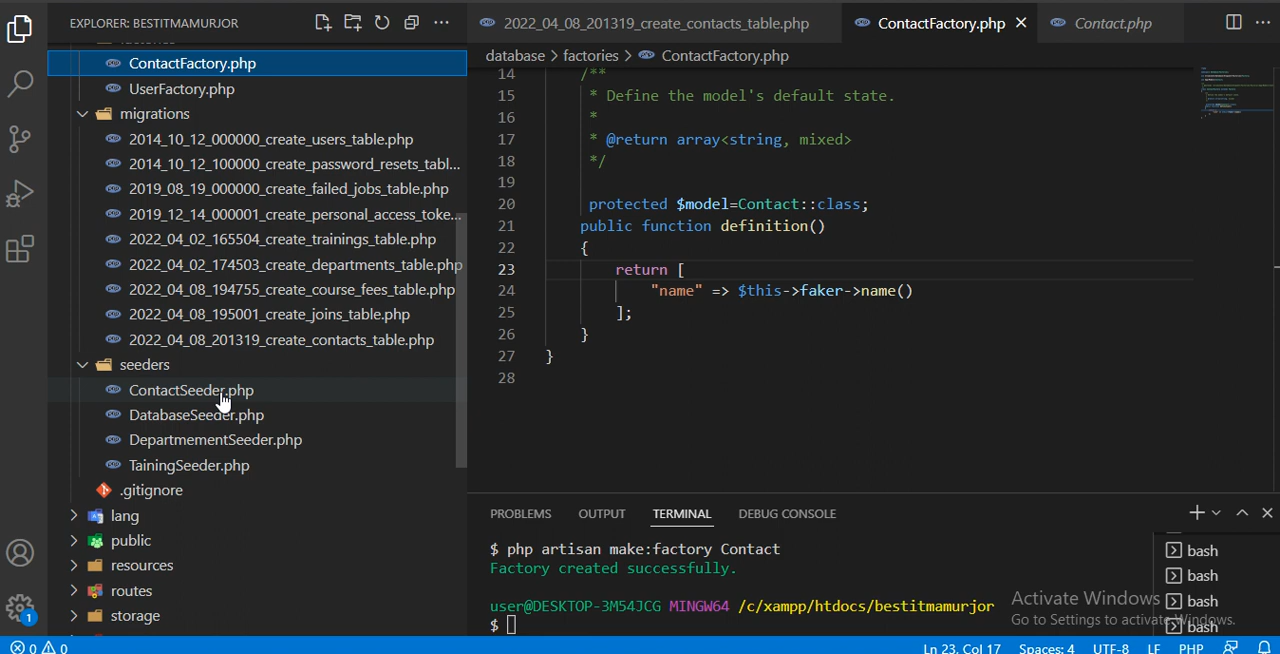 EXPLORER: BESTITMAMURJOR
ContactFactory.php
UserFactory.php
migrations
2014_10_12_000000_create_users_table.php
2014_10_12_100000_create_password_resets_tabl...
2019_08_19_000000_create_failed_jobs_table.php
2019_12_14_000001_create_personal_access_toke...
2022_04_02_165504_create_trainings_table.php
2022_04_02_174503_create_departments_table.php
2022_04_08_194755_create_course_fees_table.php
2022_04_08_195001_create_joins_table.php
2022_04_08_201319_create_contacts_table.php
seeders
ContactSeeder.php
DatabaseSeeder.php
DepartmementSeeder.php
TainingSeeder.php
.gitignore
lang
public
resources
routes
storage
2022_04_08_201319_create_contacts_table.php
ContactFactory.php
Contact.php
database > factories > ContactFactory.php
14 /**
15 * Define the model's default state.
16 *
17 * @return array<string, mixed>
18 */
19
20 protected $model=Contact::class;
21 public function definition()
22 {
23 return [
24 "name" => $this->faker->name()
25 ];
26 }
27 }
28
PROBLEMS OUTPUT TERMINAL DEBUG CONSOLE
$ php artisan make:factory Contact
Factory created successfully.
user@DESKTOP-3M54JCG MINGW64 /c/xampp/htdocs/bestitmamurjor
$
bash
bash
bash
bash
Activate Windows
Go to Settings to activate Windows.
1
0 0
Ln 23, Col 17 Spaces: 4 UTF-8 LF PHP